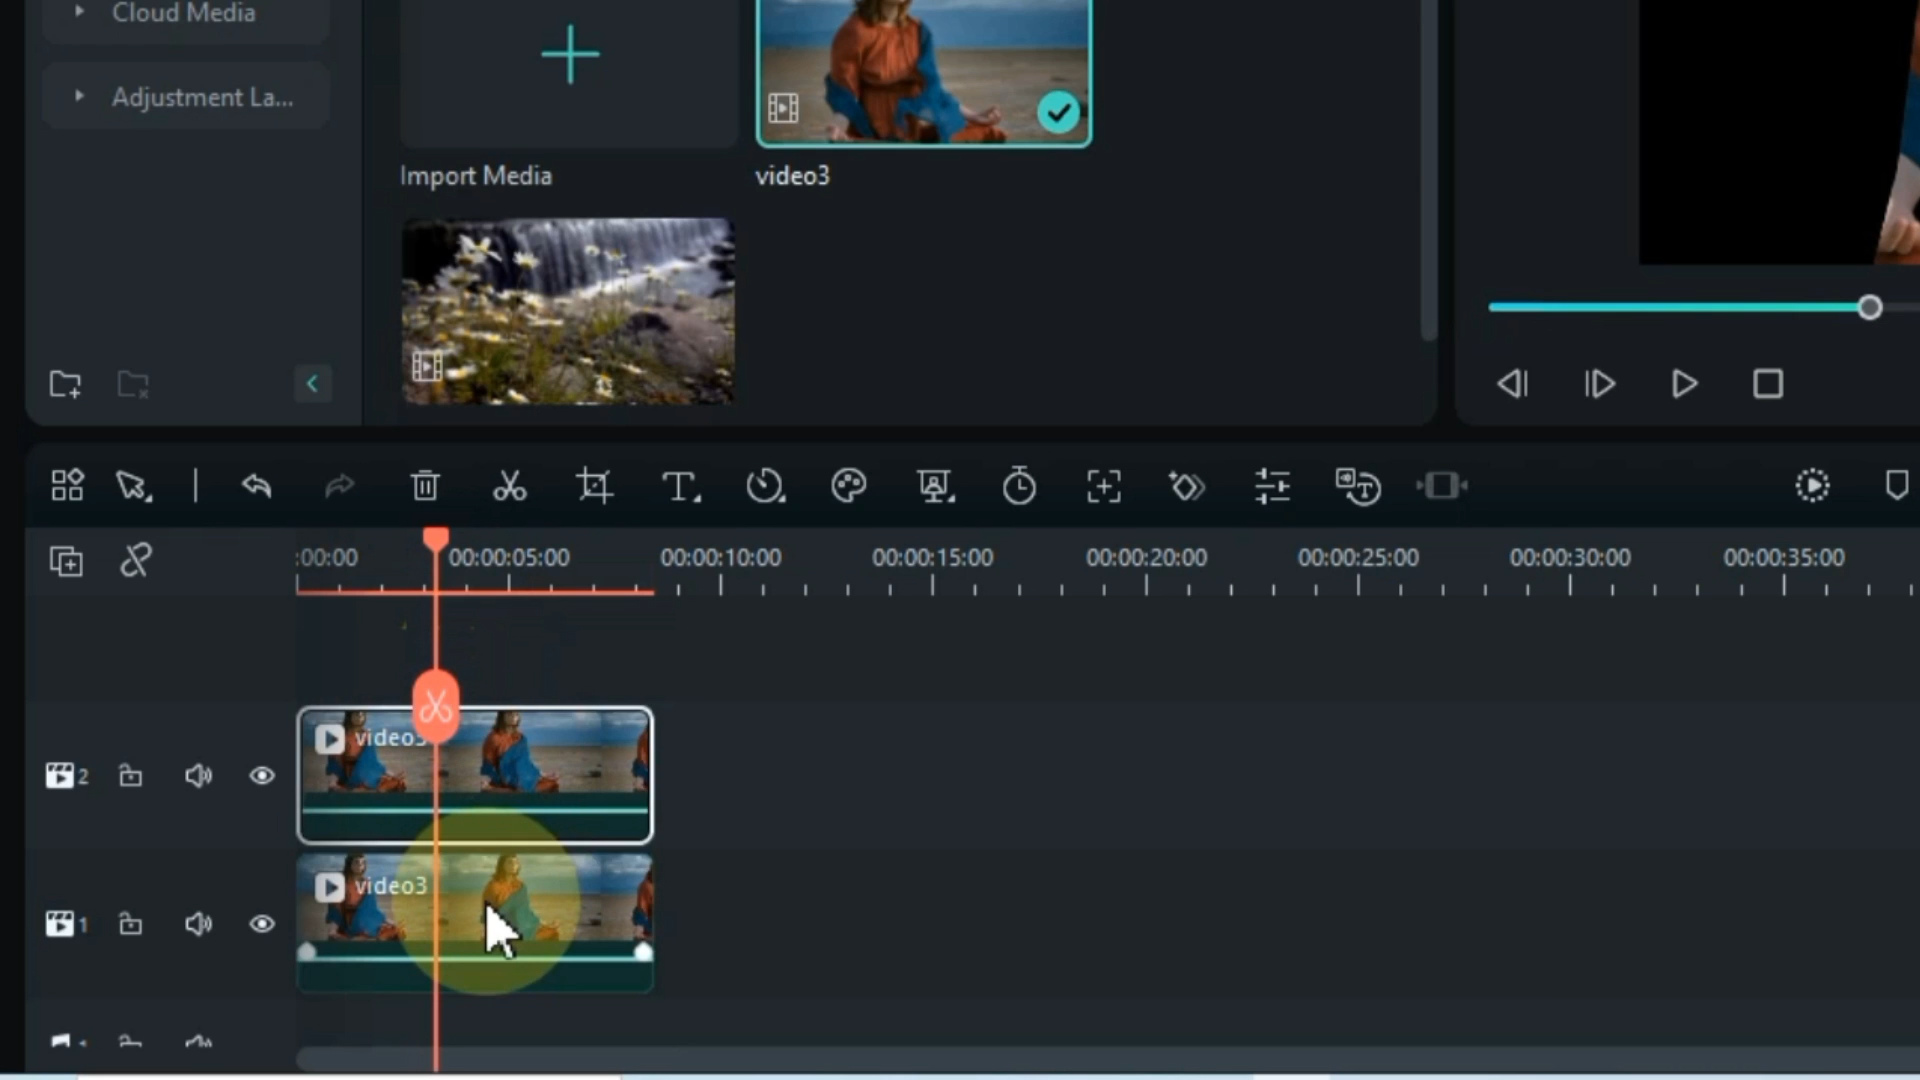 Cloud Media
Adjustment La...
Import Media
video3
:00:00
00:00:05:00
00:00:10:00
00:00:15:00
00:00:20:00
00:00:25:00
00:00:30:00
00:00:35:00
video3
2
video3
1